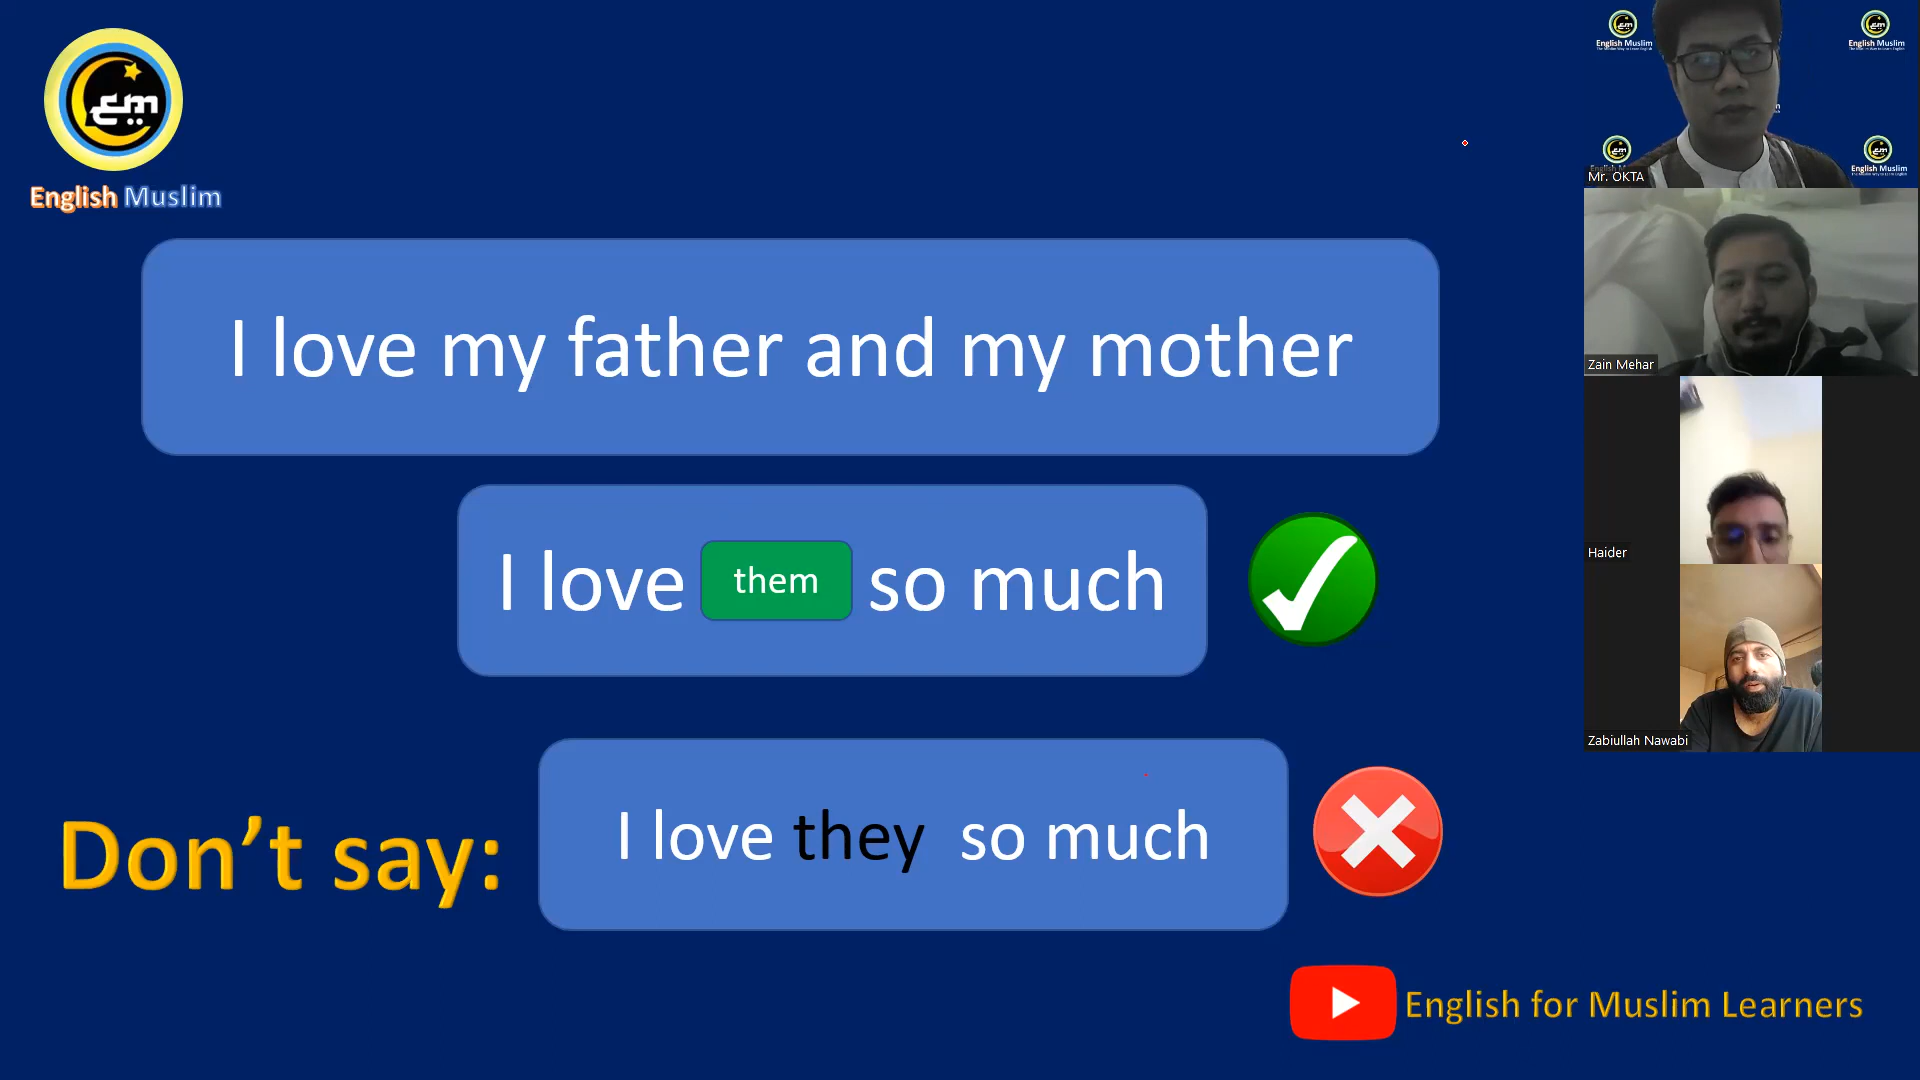 English Muslim
I love my father and my mother
I love them so much
Don't say:
I love they so much
English for Muslim Learners
English Muslim
English Muslim
English Muslim
Mr. OKTA
Zain Mehar
Haider
Zabiullah Nawabi